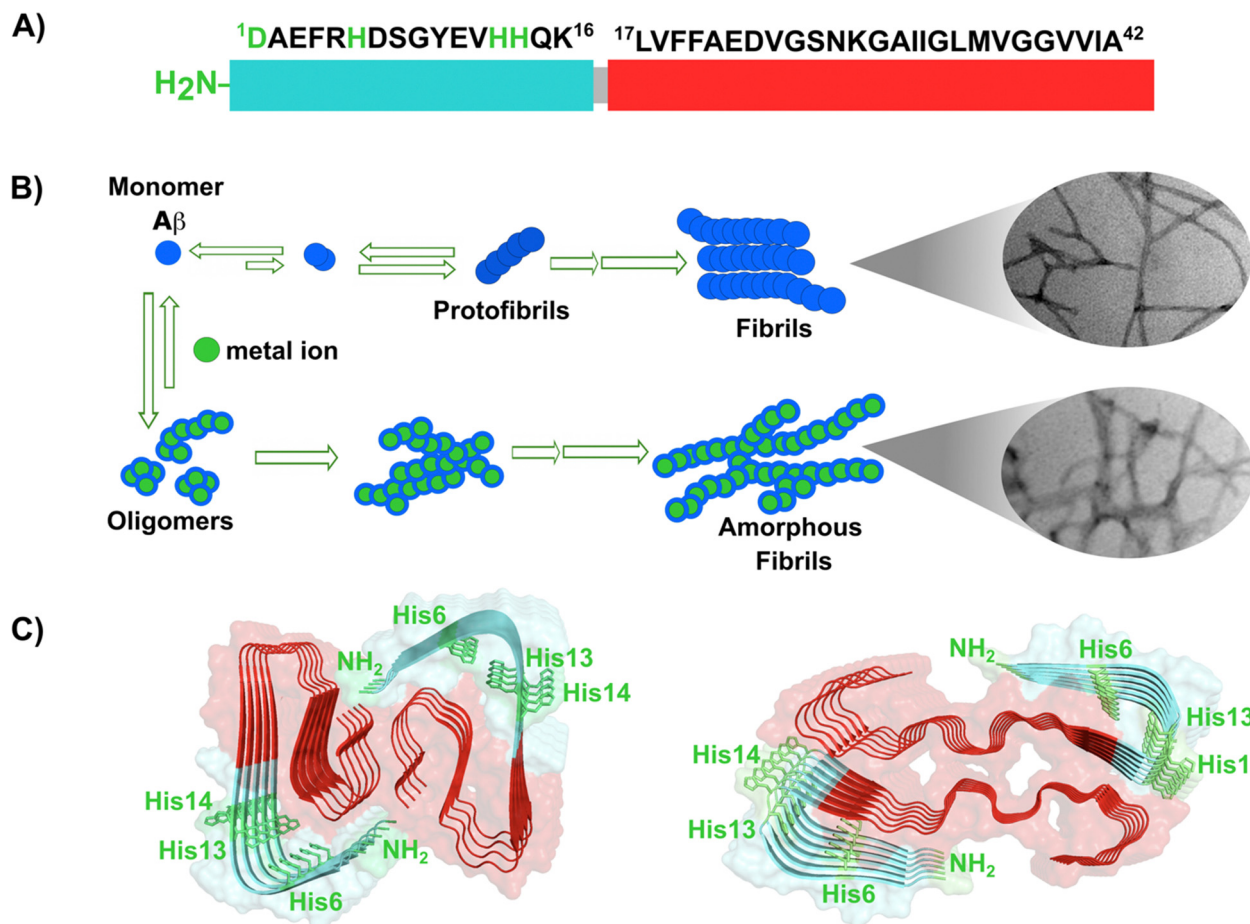 A)
¹DAEFRHDSGYEVHHQK¹⁶ ¹⁷LVFFAEDVGSNKGAIIGLMVGGVVIA⁴²
H₂N-
B)
Monomer
Aβ
Protofibrils
Fibrils
metal ion
Oligomers
Amorphous
Fibrils
C)
His6
NH₂
His13
His14
His14
His13
NH₂
His6
NH₂
His6
His13
His1
His14
His13
NH₂
His6